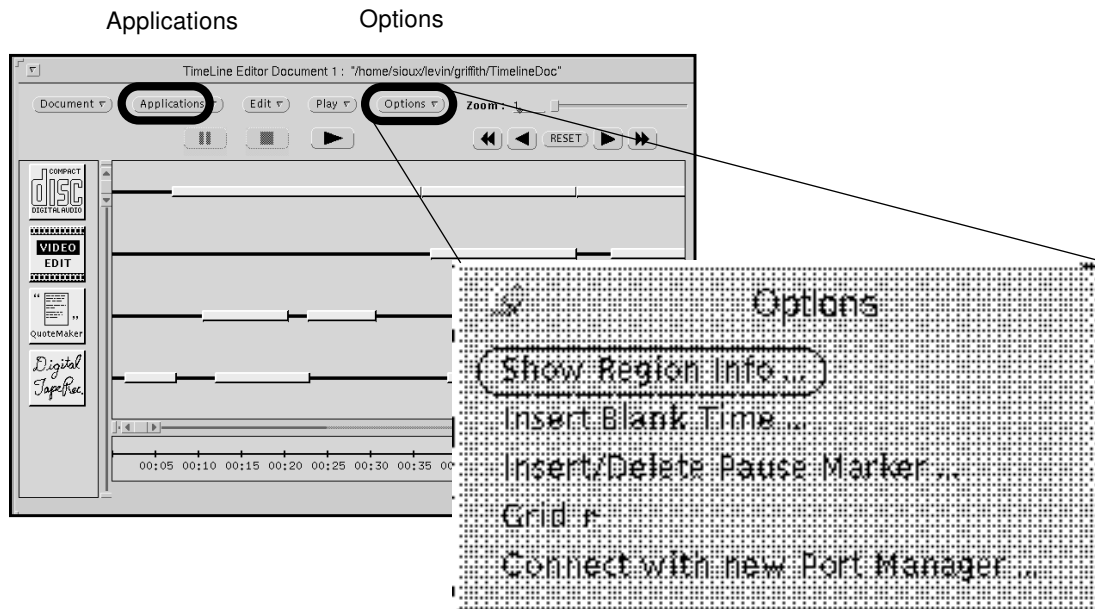 Applications Options
TimeLine Editor Document 1 : "/home/sioux/levin/griffith/TimelineDoc"
Document Applications Edit Play Options Zoom : 1
RESET
COMPACT
disc
DIGITAL AUDIO
VIDEO
EDIT
“ ”
QuoteMaker
Digital
TapeRec.
00:05 00:10 00:15 00:20 00:25 00:30 00:35 00
Options
Show Region Info ...
Insert Blank Time ...
Insert/Delete Pause Marker ...
Grid r
Connect with new Port Manager ...